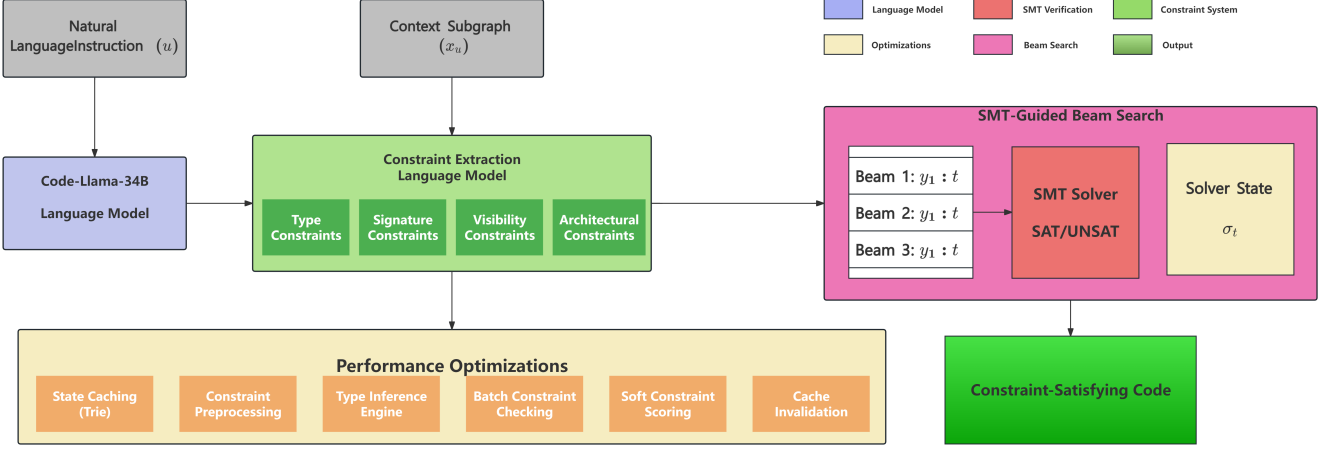 Natural
LanguageInstruction (u)
Context Subgraph
(x_u)
Language Model
SMT Verification
Constraint System
Optimizations
Beam Search
Output
Code-Llama-34B
Language Model
Constraint Extraction
Language Model
Type
Constraints
Signature
Constraints
Visibility
Constraints
Architectural
Constraints
SMT-Guided Beam Search
Beam 1: y₁ : t
Beam 2: y₁ : t
Beam 3: y₁ : t
SMT Solver
SAT/UNSAT
Solver State
σ_t
Performance Optimizations
State Caching
(Trie)
Constraint
Preprocessing
Type Inference
Engine
Batch Constraint
Checking
Soft Constraint
Scoring
Cache
Invalidation
Constraint-Satisfying Code